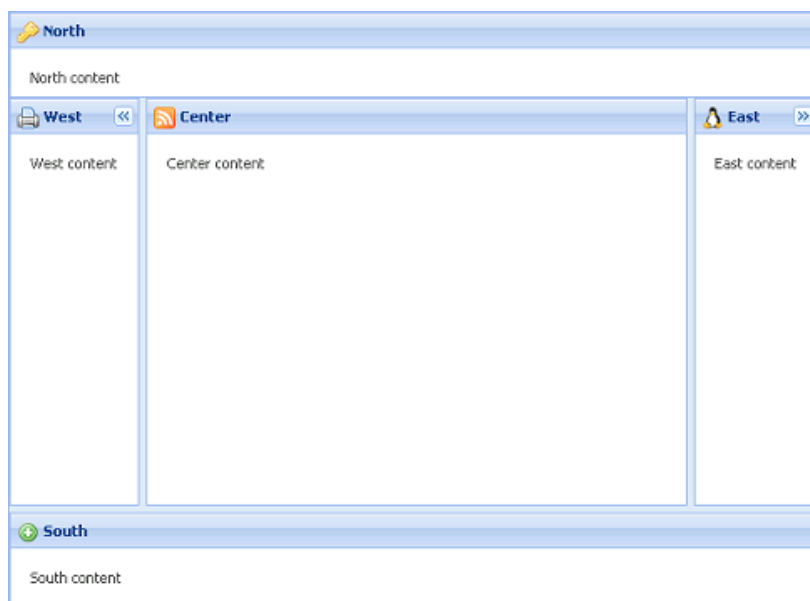 North
North content
West
Center
East
West content
Center content
East content
South
South content